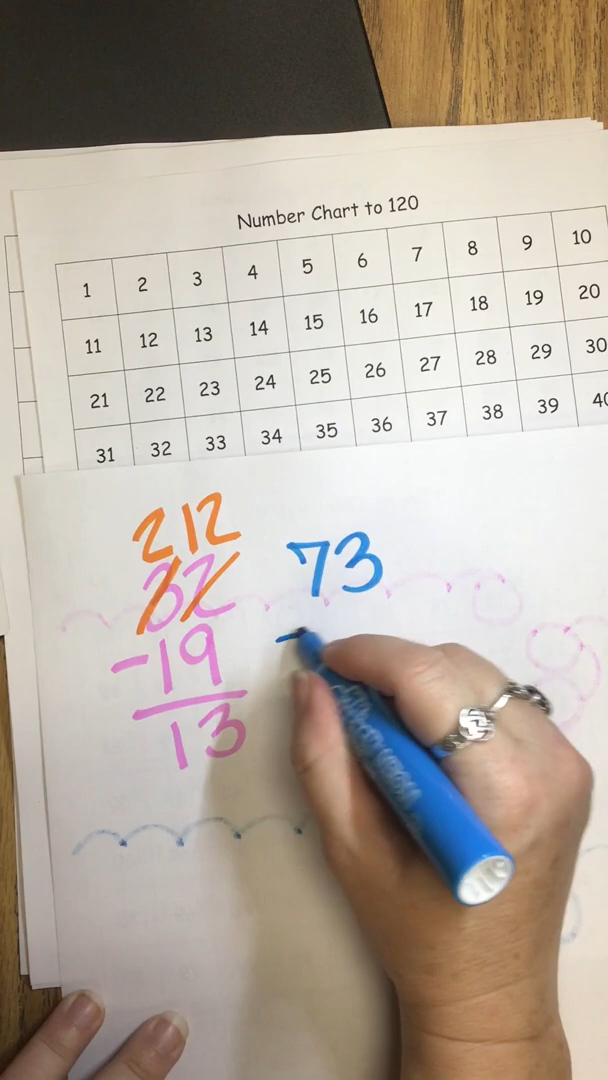 Number Chart to 120
1 2 3 4 5 6 7 8 9 10
11 12 13 14 15 16 17 18 19 20
21 22 23 24 25 26 27 28 29 30
31 32 33 34 35 36 37 38 39
2 12
32 73
-19 -
13